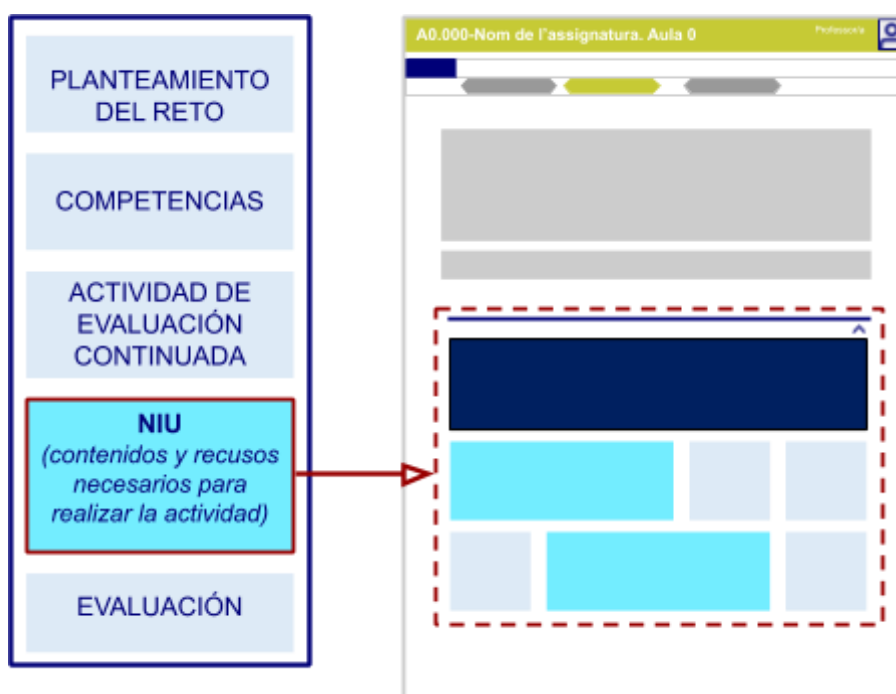 PLANTEAMIENTO
DEL RETO
COMPETENCIAS
ACTIVIDAD DE
EVALUACIÓN
CONTINUADA
NIU
(contenidos y recusos
necesarios para
realizar la actividad)
EVALUACIÓN
A0.000-Nom de l'assignatura. Aula 0
Professor/a